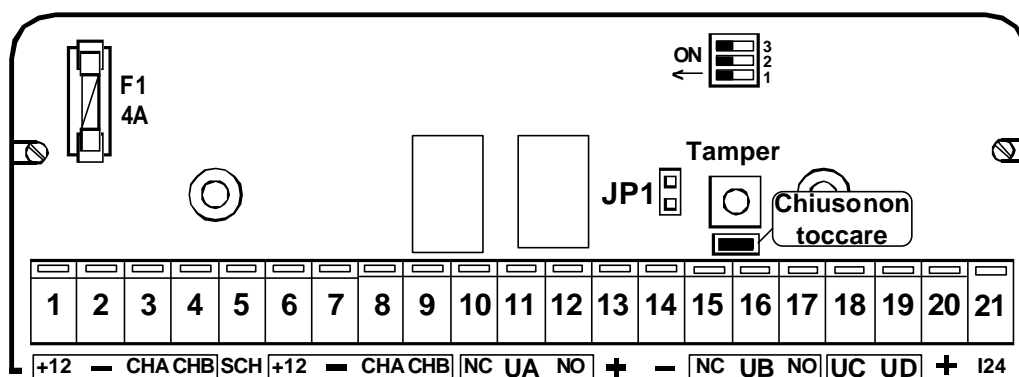 F1
4A
ON
3
2
1
Tamper
JP1
Chiusonon
toccare
1 2 3 4 5 6 7 8 9 10 11 12 13 14 15 16 17 18 19 20 21
+12 – CHA CHB SCH +12 – CHA CHB NC UA NO + – NC UB NO UC UD + I24